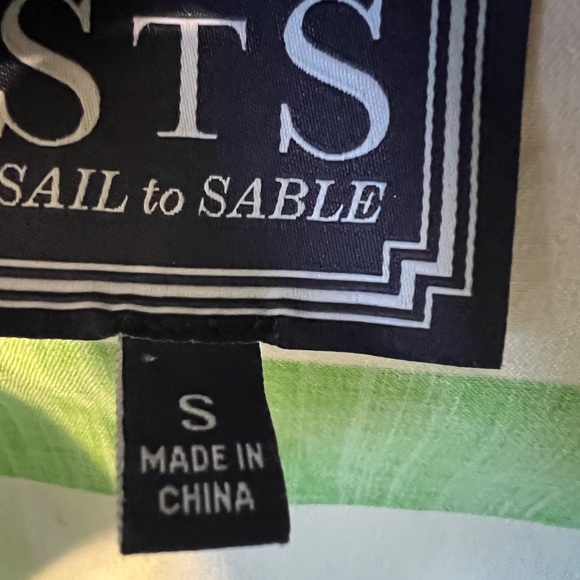 STS
SAIL to SABLE
S
MADE IN
CHINA